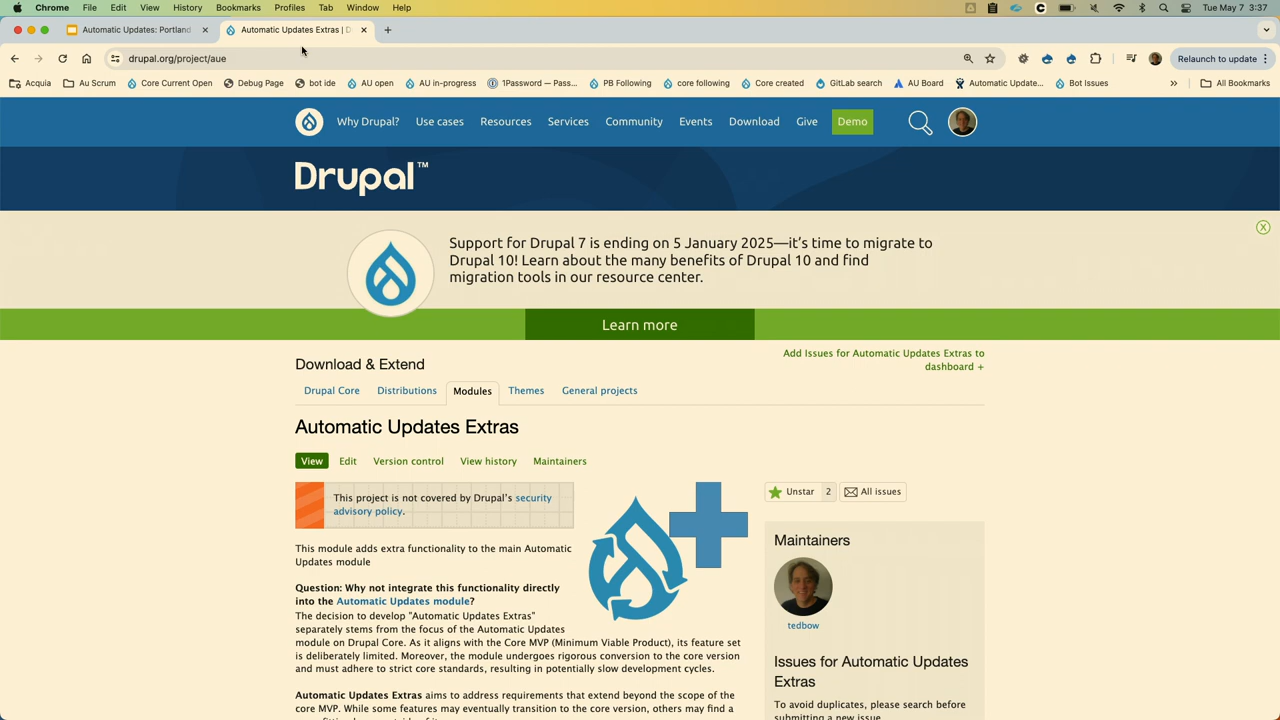 Chrome File Edit View History Bookmarks Profiles Tab Window Help Tue May 7 3:37
Automatic Updates: Portland Automatic Updates Extras | D
drupal.org/project/aue Relaunch to update
Acquia Au Scrum Core Current Open Debug Page bot ide AU open AU in-progress 1Password — Pass... PB Following core following Core created GitLab search AU Board Automatic Update... Bot Issues » All Bookmarks
Why Drupal? Use cases Resources Services Community Events Download Give Demo
Drupal™
Support for Drupal 7 is ending on 5 January 2025—it's time to migrate to
Drupal 10! Learn about the many benefits of Drupal 10 and find
migration tools in our resource center.
Learn more
Download & Extend
Add Issues for Automatic Updates Extras to
dashboard +
Drupal Core Distributions Modules Themes General projects
Automatic Updates Extras
View Edit Version control View history Maintainers
This project is not covered by Drupal's security
advisory policy.
This module adds extra functionality to the main Automatic
Updates module
Question: Why not integrate this functionality directly
into the Automatic Updates module?
The decision to develop "Automatic Updates Extras"
separately stems from the focus of the Automatic Updates
module on Drupal Core. As it aligns with the Core MVP (Minimum Viable Product), its feature set
is deliberately limited. Moreover, the module undergoes rigorous conversion to the core version
and must adhere to strict core standards, resulting in potentially slow development cycles.
Automatic Updates Extras aims to address requirements that extend beyond the scope of the
core MVP. While some features may eventually transition to the core version, others may find a
Unstar 2 All issues
Maintainers
tedbow
Issues for Automatic Updates
Extras
To avoid duplicates, please search before
submitting a new issue.